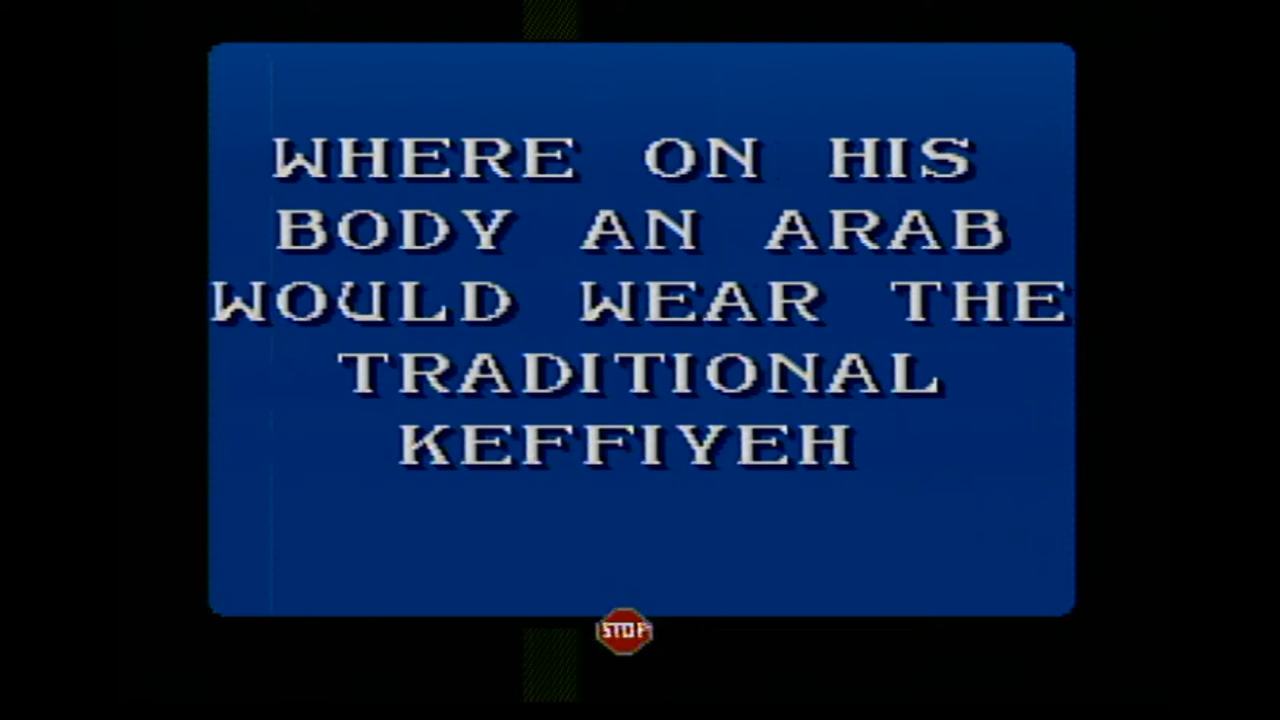 WHERE ON HIS
BODY AN ARAB
WOULD WEAR THE
TRADITIONAL
KEFFIYEH
STOP